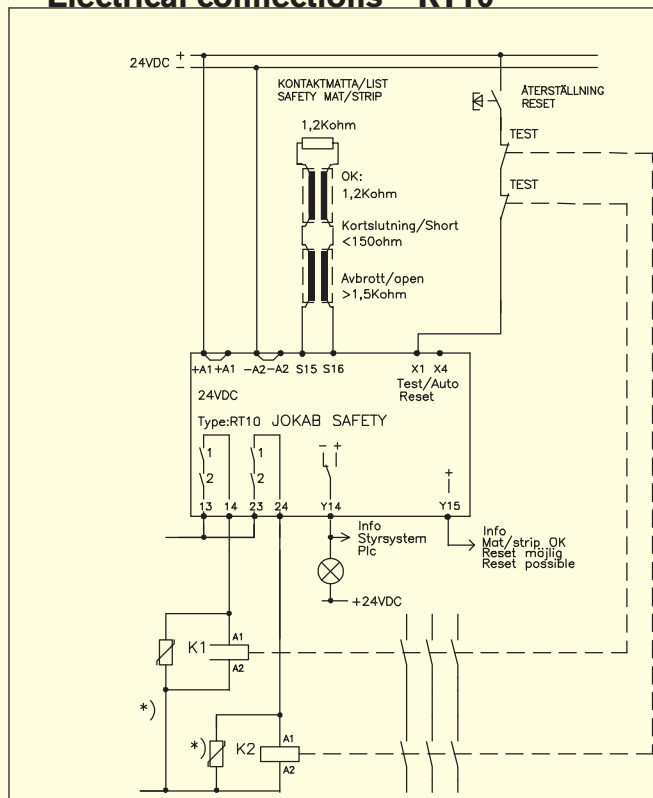 Electrical connections – RT10
24VDC + –
KONTAKTMATTA/LIST
SAFETY MAT/STRIP
ÅTERSTÄLLNING
RESET
1,2Kohm
TEST
OK:
1,2Kohm
TEST
Kortslutning/Short
<150ohm
Avbrott/open
>1,5Kohm
+A1 +A1 –A2 –A2 S15 S16 X1 X4
Test/Auto
Reset
24VDC
Type:RT10 JOKAB SAFETY
1 1 – +
2 2 +
13 14 23 24 Y14 Y15
Info
Styrsystem
Plc
Info
Mat/strip OK
Reset möjlig
Reset possible
+24VDC
K1 A1
A2
*)
*) K2 A1
A2